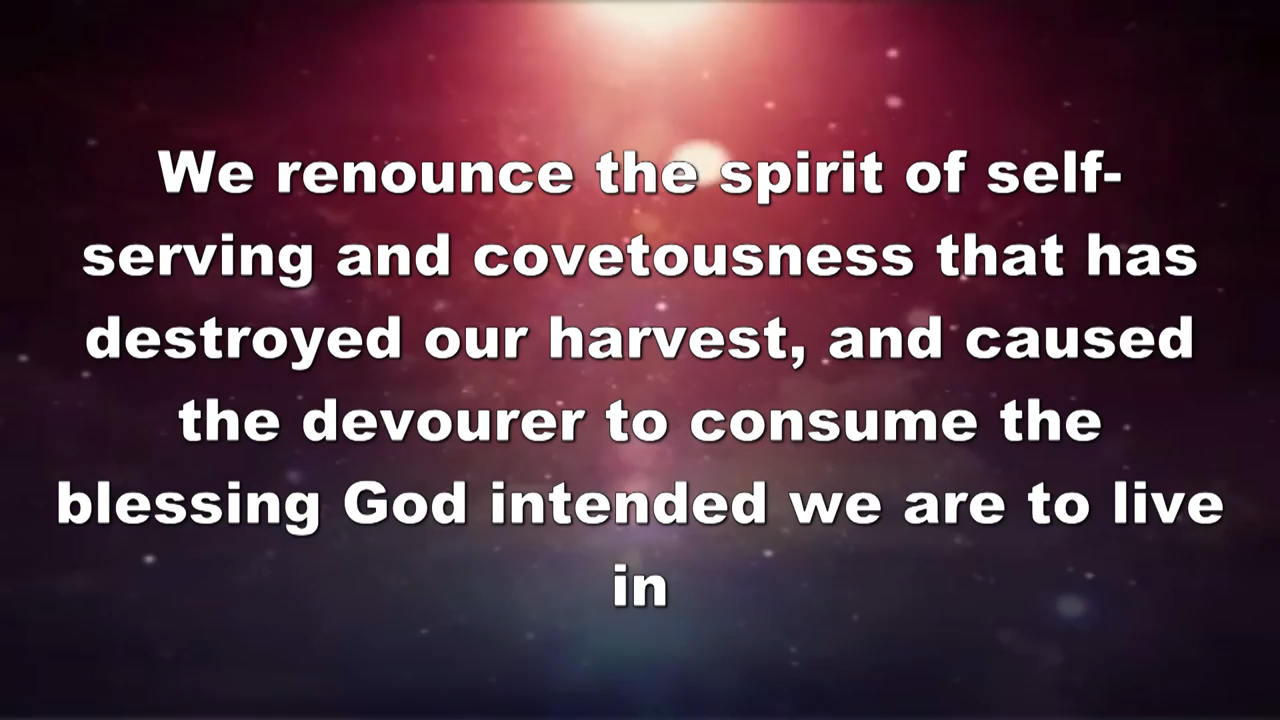 We renounce the spirit of self-
serving and covetousness that has
destroyed our harvest, and caused
the devourer to consume the
blessing God intended we are to live
in